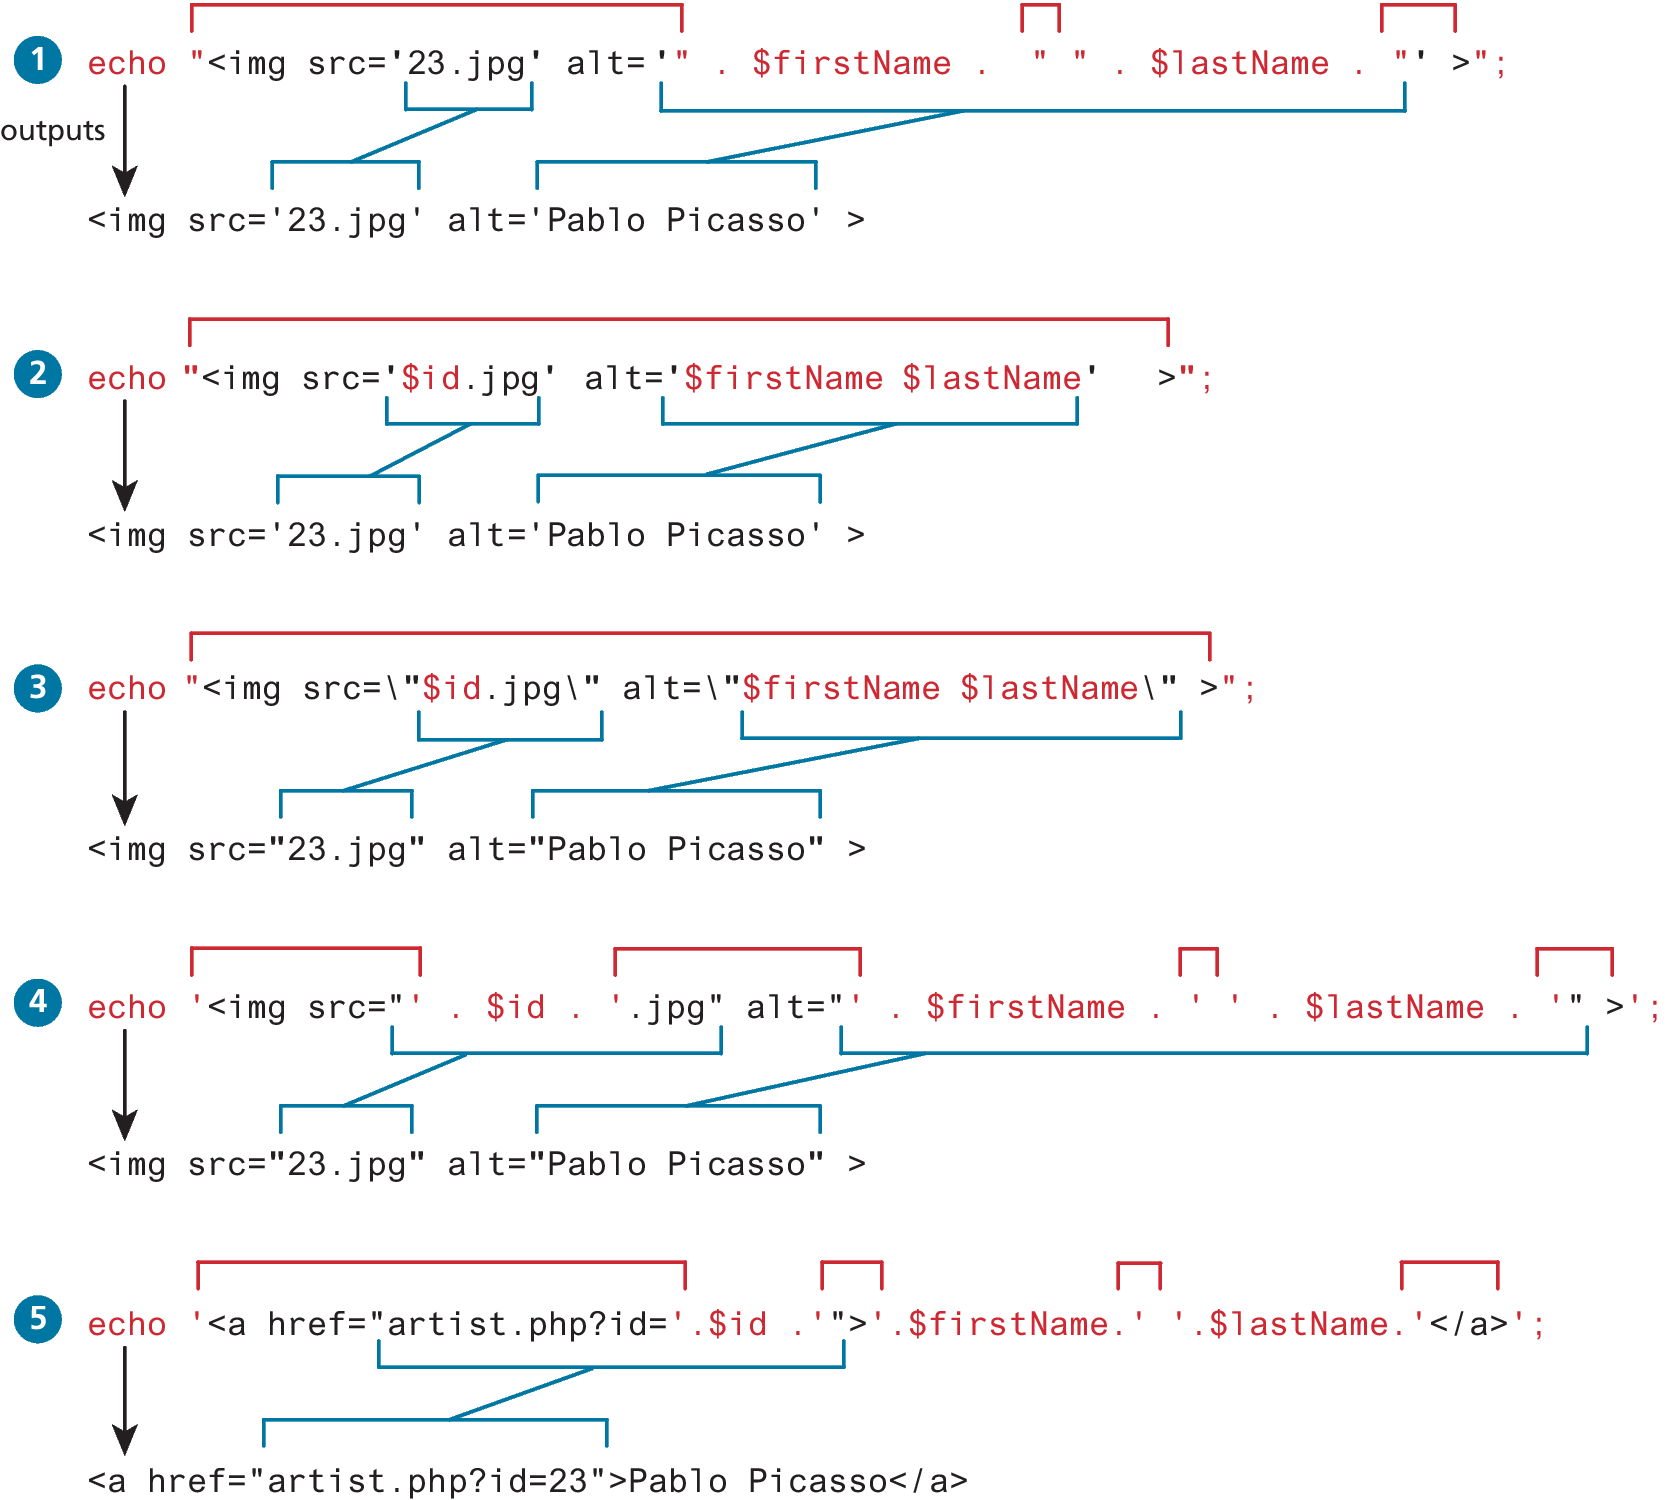 1 echo "<img src='23.jpg' alt='" . $firstName . " " . $lastName . "' >";
outputs
<img src='23.jpg' alt='Pablo Picasso' >
2 echo "<img src='$id.jpg' alt='$firstName $lastName' >";
<img src='23.jpg' alt='Pablo Picasso' >
3 echo "<img src=\"$id.jpg\" alt=\"$firstName $lastName\" >";
<img src="23.jpg" alt="Pablo Picasso" >
4 echo '<img src="' . $id . '.jpg" alt="' . $firstName . ' ' . $lastName . '" >';
<img src="23.jpg" alt="Pablo Picasso" >
5 echo '<a href="artist.php?id='.$id .'">'.$firstName.' '.$lastName.'</a>';
<a href="artist.php?id=23">Pablo Picasso</a>